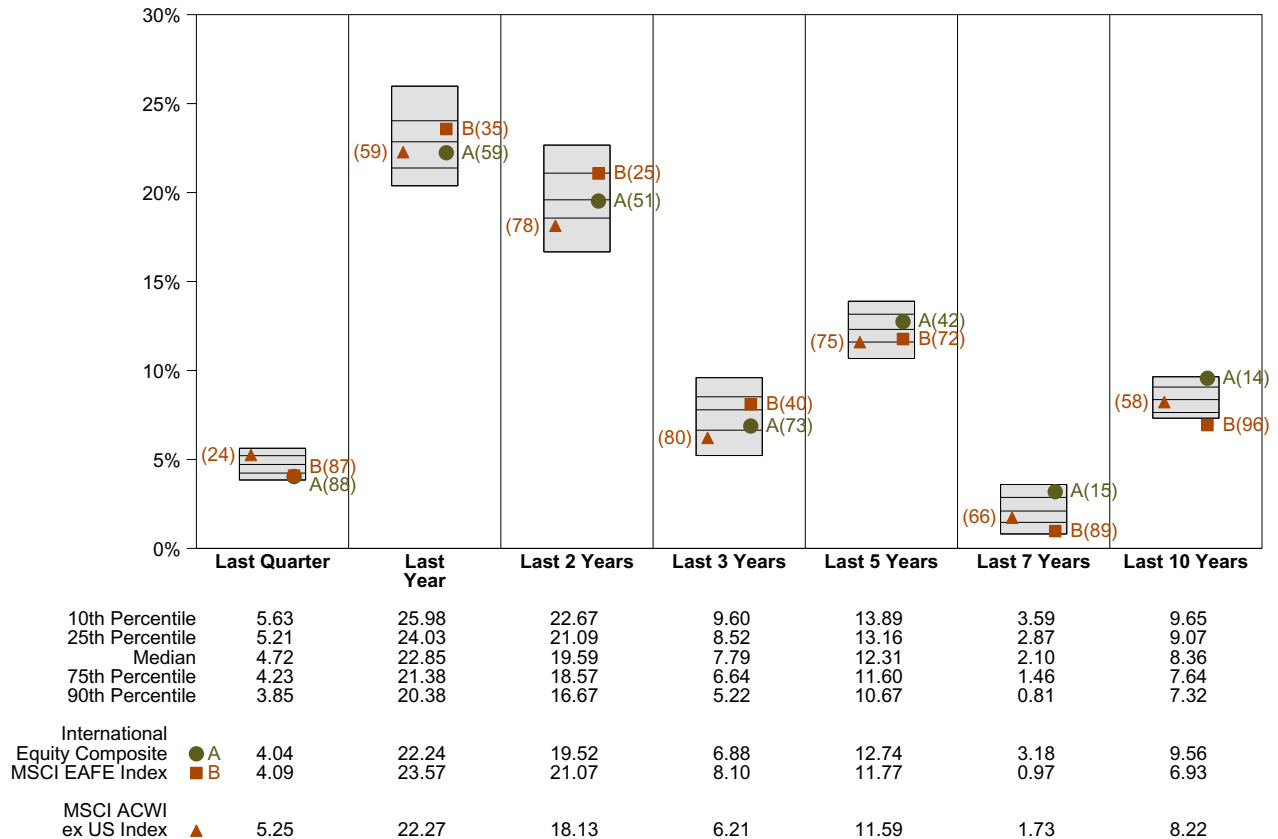 30%
25%
20%
15%
10%
5%
0%
(24)
B(87)
A(88)
(59)
B(35)
A(59)
(78)
B(25)
A(51)
(80)
B(40)
A(73)
(75)
A(42)
B(72)
(66)
A(15)
B(89)
(58)
A(14)
B(96)
Last Quarter
Last
Year
Last 2 Years
Last 3 Years
Last 5 Years
Last 7 Years
Last 10 Years
10th Percentile 5.63 25.98 22.67 9.60 13.89 3.59 9.65
25th Percentile 5.21 24.03 21.09 8.52 13.16 2.87 9.07
Median 4.72 22.85 19.59 7.79 12.31 2.10 8.36
75th Percentile 4.23 21.38 18.57 6.64 11.60 1.46 7.64
90th Percentile 3.85 20.38 16.67 5.22 10.67 0.81 7.32
International
Equity Composite A 4.04 22.24 19.52 6.88 12.74 3.18 9.56
MSCI EAFE Index B 4.09 23.57 21.07 8.10 11.77 0.97 6.93
MSCI ACWI
ex US Index 5.25 22.27 18.13 6.21 11.59 1.73 8.22